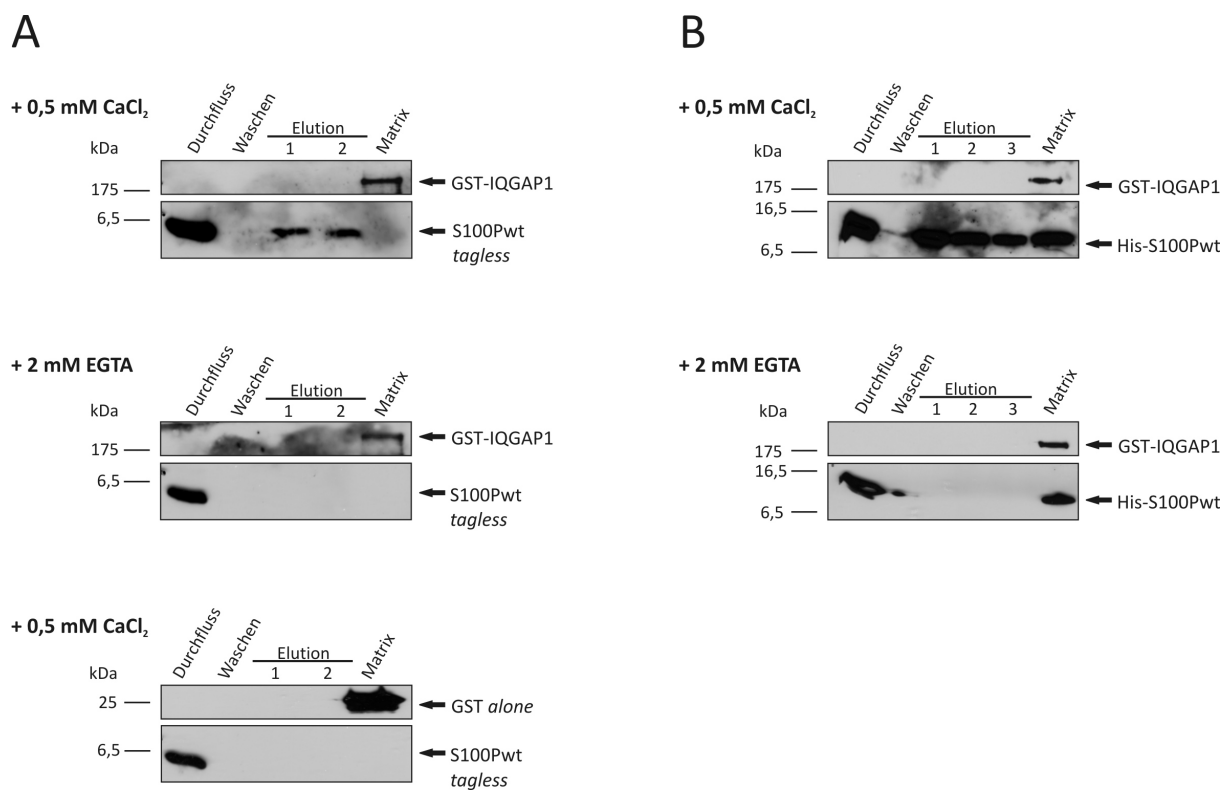 A
+ 0,5 mM CaCl₂
Durchfluss
Waschen
Elution
1 2
Matrix
kDa
175
GST-IQGAP1
6,5
S100Pwt
tagless
+ 2 mM EGTA
Durchfluss
Waschen
Elution
1 2
Matrix
kDa
175
GST-IQGAP1
6,5
S100Pwt
tagless
+ 0,5 mM CaCl₂
Durchfluss
Waschen
Elution
1 2
Matrix
kDa
25
GST alone
6,5
S100Pwt
tagless
B
+ 0,5 mM CaCl₂
Durchfluss
Waschen
Elution
1 2 3
Matrix
kDa
175
GST-IQGAP1
16,5
6,5
His-S100Pwt
+ 2 mM EGTA
Durchfluss
Waschen
Elution
1 2 3
Matrix
kDa
175
GST-IQGAP1
16,5
6,5
His-S100Pwt